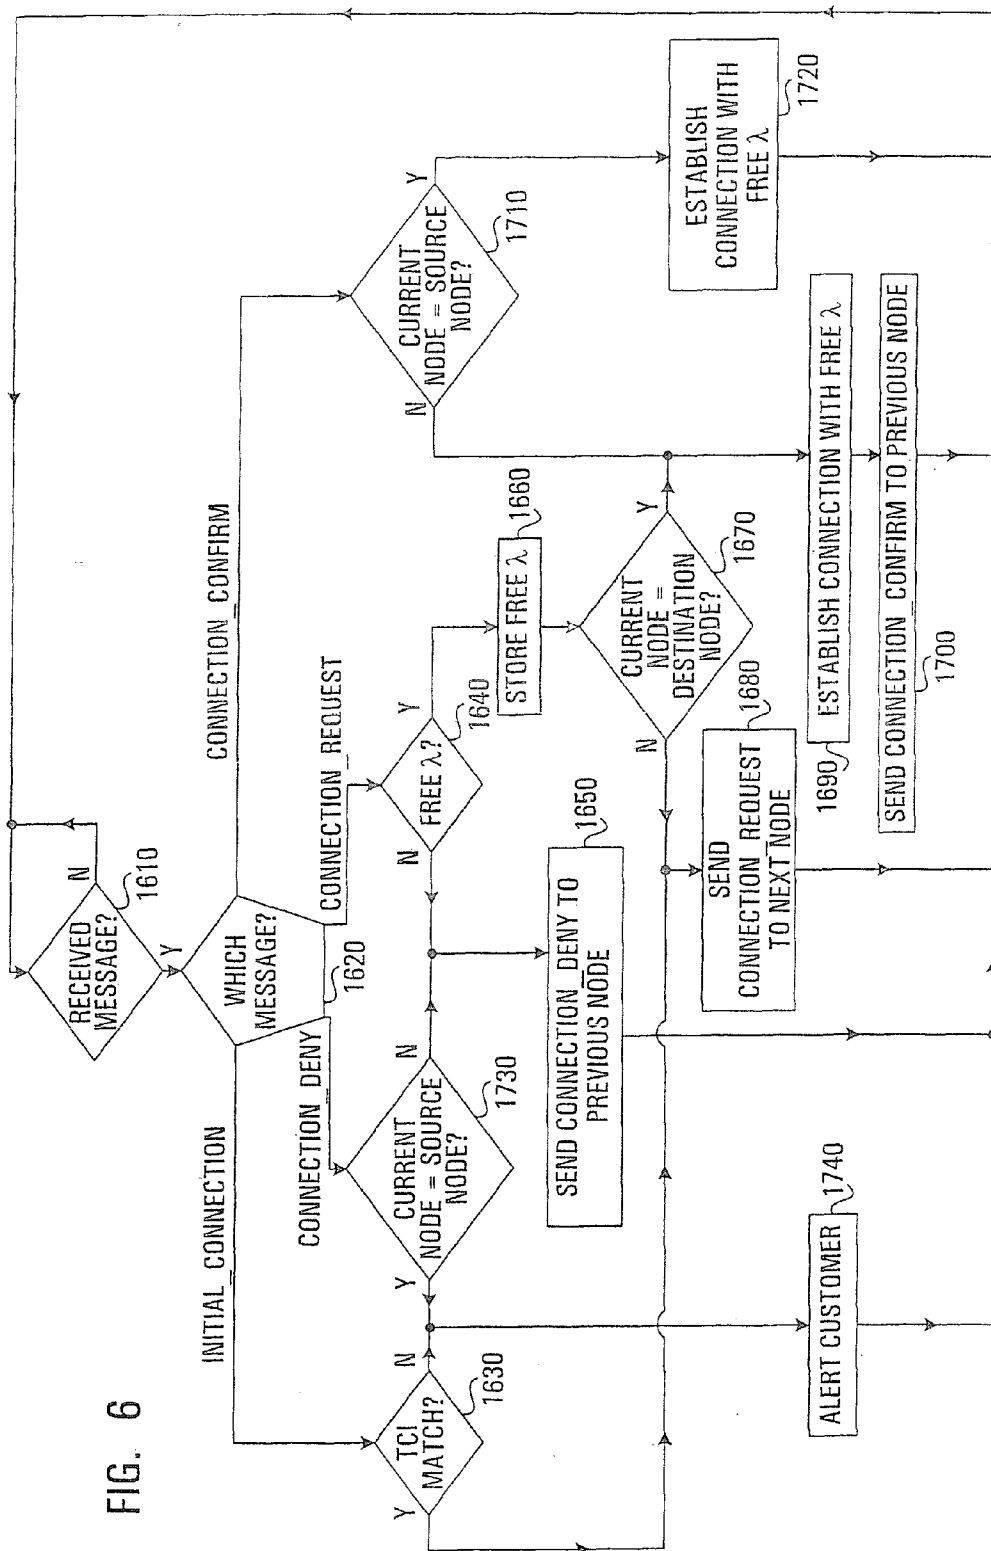 FIG. 6
RECEIVED
MESSAGE?
1610
N
Y
WHICH
MESSAGE?
1620
INITIAL_CONNECTION
CONNECTION_DENY
CONNECTION_REQUEST
CONNECTION_CONFIRM
TCI
MATCH?
1630
Y
N
CURRENT
NODE = SOURCE
NODE?
1730
Y
N
FREE λ?
1640
N
Y
CURRENT
NODE = SOURCE
NODE?
1710
N
Y
STORE FREE λ
1660
SEND CONNECTION_DENY TO
PREVIOUS NODE
1650
CURRENT
NODE =
DESTINATION
NODE?
1670
N
Y
ESTABLISH
CONNECTION WITH
FREE λ
1720
SEND
CONNECTION_REQUEST
TO NEXT NODE
1680
ALERT CUSTOMER
1740
ESTABLISH CONNECTION WITH FREE λ
1690
SEND CONNECTION_CONFIRM TO PREVIOUS NODE
1700